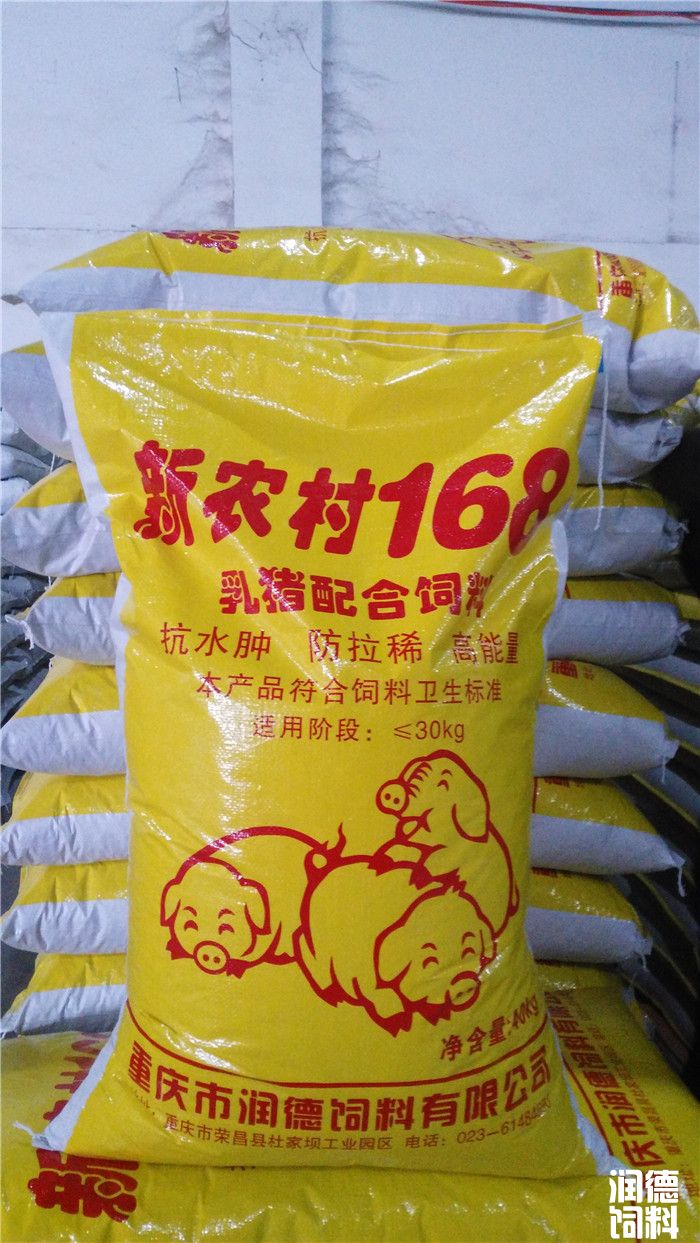 新农村168
乳猪配合饲料
抗水肿 防拉稀 高能量
本产品符合饲料卫生标准
适用阶段：≤30kg
净含量:40kg
重庆市润德饲料有限公司
重庆市荣昌县杜家坝工业园区 电话：
润德
饲料